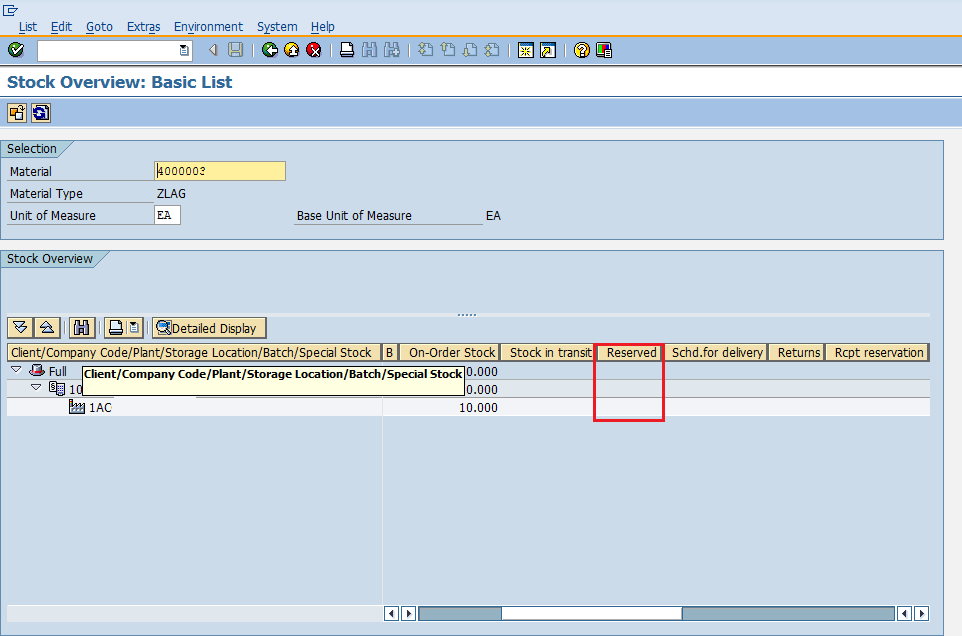 List Edit Goto Extras Environment System Help
Stock Overview: Basic List
Selection
Material 4000003
Material Type ZLAG
Unit of Measure EA Base Unit of Measure EA
Stock Overview
Detailed Display
Client/Company Code/Plant/Storage Location/Batch/Special Stock B On-Order Stock Stock in transit Reserved Schd.for delivery Returns Rcpt reservation
Full 0.000
Client/Company Code/Plant/Storage Location/Batch/Special Stock
10 0.000
1AC 10.000